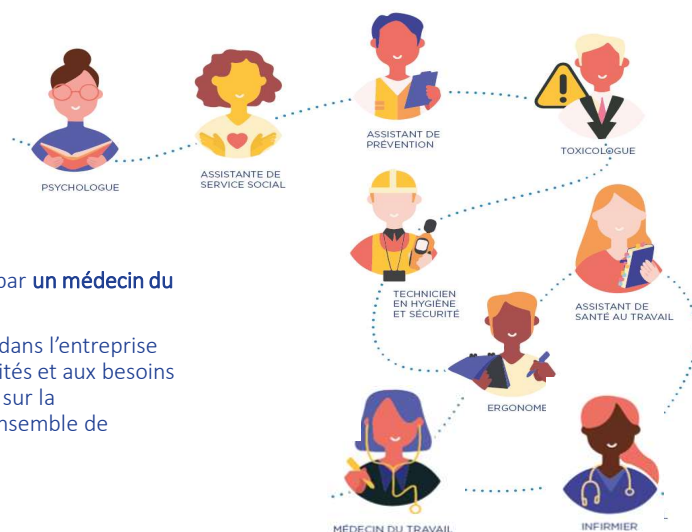 PSYCHOLOGUE
ASSISTANTE DE
SERVICE SOCIAL
ASSISTANT DE
PRÉVENTION
TOXICOLOGUE
TECHNICIEN
EN HYGIÈNE
ET SÉCURITÉ
ASSISTANT DE
SANTÉ AU TRAVAIL
ERGONOME
MÉDECIN DU TRAVAIL
INFIRMIER
par un médecin du
dans l’entreprise
ités et aux besoins
sur la
nsemble de